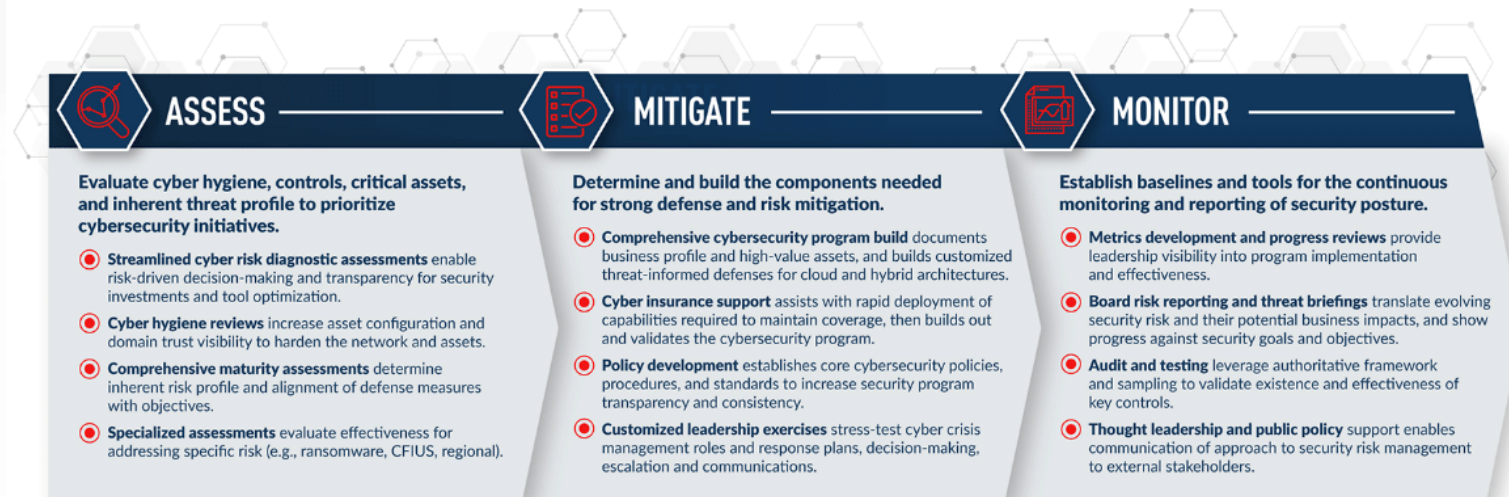 ASSESS
Evaluate cyber hygiene, controls, critical assets,
and inherent threat profile to prioritize
cybersecurity initiatives.
Streamlined cyber risk diagnostic assessments enable
risk-driven decision-making and transparency for security
investments and tool optimization.
Cyber hygiene reviews increase asset configuration and
domain trust visibility to harden the network and assets.
Comprehensive maturity assessments determine
inherent risk profile and alignment of defense measures
with objectives.
Specialized assessments evaluate effectiveness for
addressing specific risk (e.g., ransomware, CFIUS, regional).
MITIGATE
Determine and build the components needed
for strong defense and risk mitigation.
Comprehensive cybersecurity program build documents
business profile and high-value assets, and builds customized
threat-informed defenses for cloud and hybrid architectures.
Cyber insurance support assists with rapid deployment of
capabilities required to maintain coverage, then builds out
and validates the cybersecurity program.
Policy development establishes core cybersecurity policies,
procedures, and standards to increase security program
transparency and consistency.
Customized leadership exercises stress-test cyber crisis
management roles and response plans, decision-making,
escalation and communications.
MONITOR
Establish baselines and tools for the continuous
monitoring and reporting of security posture.
Metrics development and progress reviews provide
leadership visibility into program implementation
and effectiveness.
Board risk reporting and threat briefings translate evolving
security risk and their potential business impacts, and show
progress against security goals and objectives.
Audit and testing leverage authoritative framework
and sampling to validate existence and effectiveness of
key controls.
Thought leadership and public policy support enables
communication of approach to security risk management
to external stakeholders.